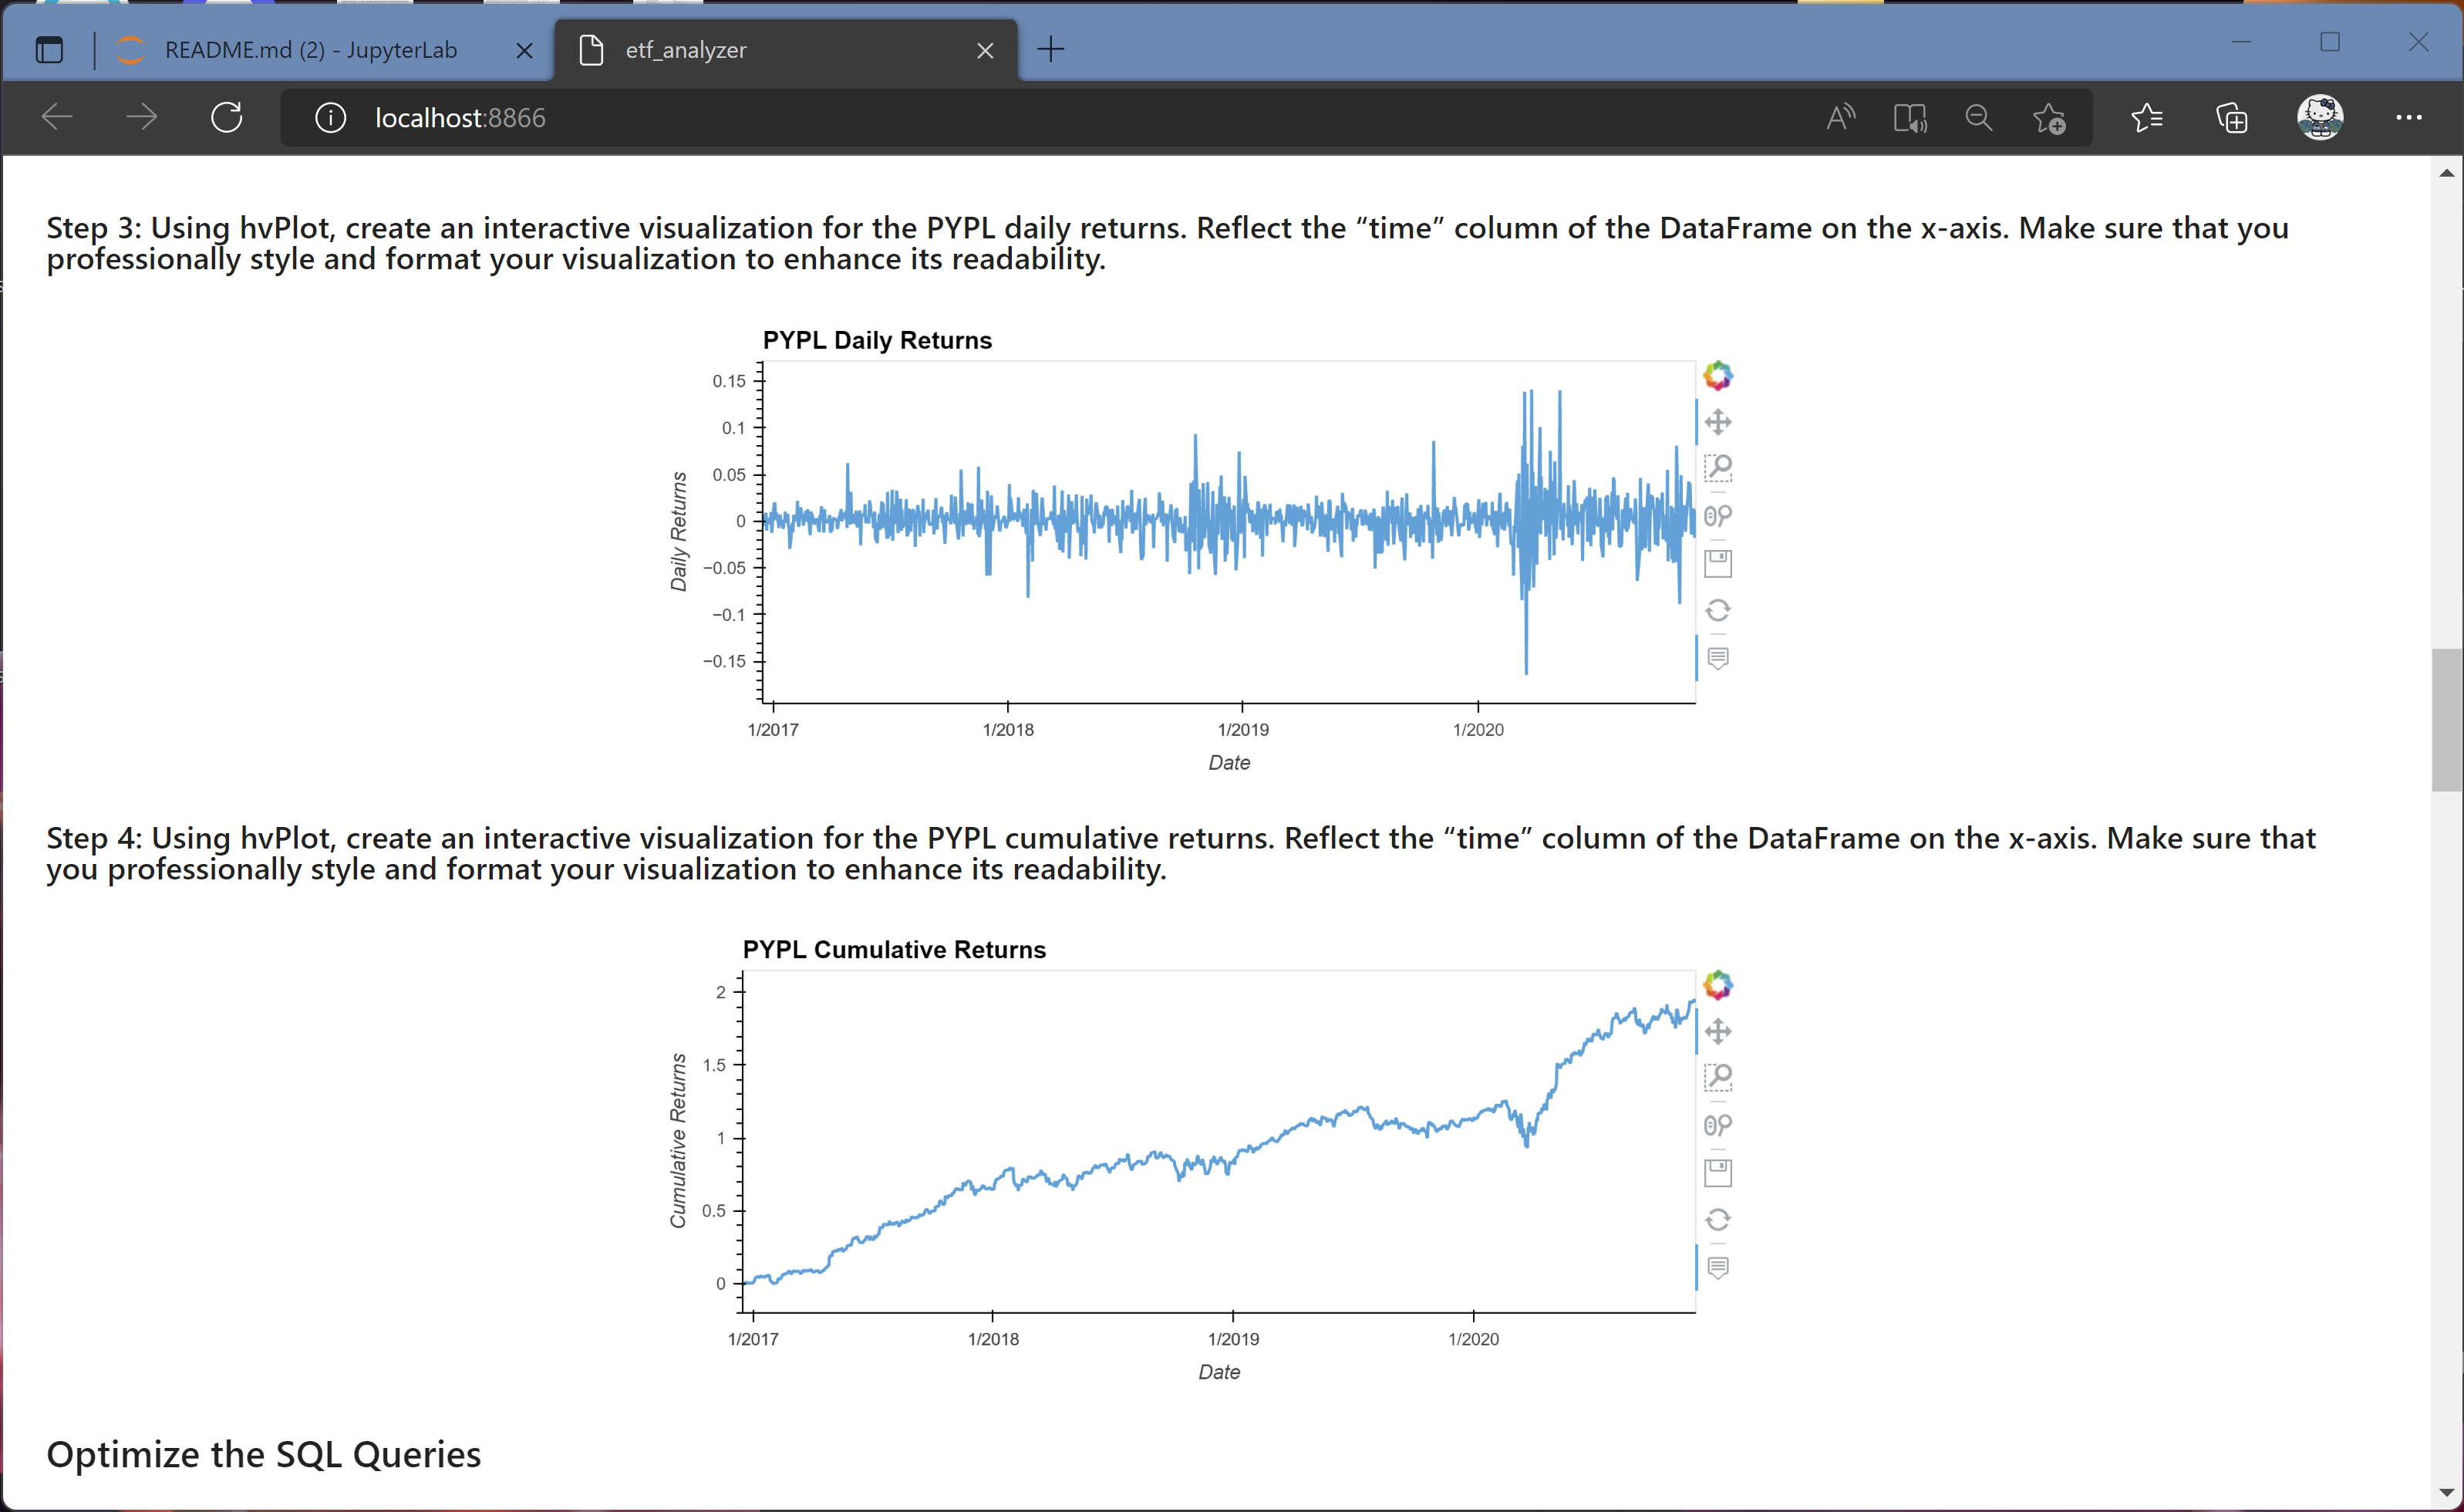 README.md (2) - JupyterLab
etf_analyzer
localhost:8866
Step 3: Using hvPlot, create an interactive visualization for the PYPL daily returns. Reflect the “time” column of the DataFrame on the x-axis. Make sure that you
professionally style and format your visualization to enhance its readability.
PYPL Daily Returns
0.15
0.1
0.05
0
−0.05
−0.1
−0.15
Daily Returns
1/2017 1/2018 1/2019 1/2020
Date
Step 4: Using hvPlot, create an interactive visualization for the PYPL cumulative returns. Reflect the “time” column of the DataFrame on the x-axis. Make sure that
you professionally style and format your visualization to enhance its readability.
PYPL Cumulative Returns
2
1.5
1
0.5
0
Cumulative Returns
1/2017 1/2018 1/2019 1/2020
Date
Optimize the SQL Queries